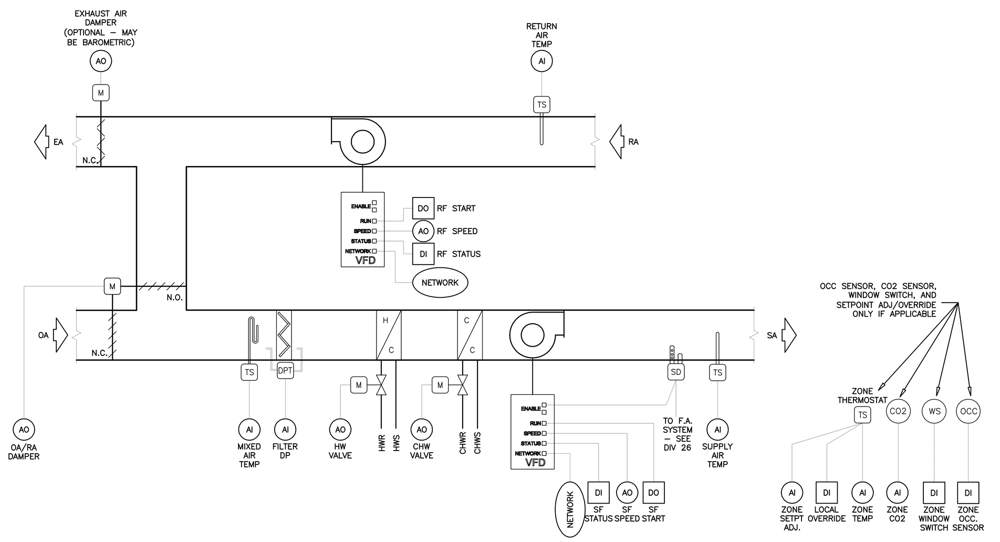 EXHAUST AIR
DAMPER
(OPTIONAL – MAY
BE BAROMETRIC)
AO
M
RETURN
AIR
TEMP
AI
TS
EA
N.C.
RA
ENABLE
RUN
SPEED
STATUS
NETWORK
VFD
DO RF START
AO RF SPEED
DI RF STATUS
NETWORK
M
N.O.
OA
N.C.
H
C
C
C
SA
TS
DPT
M
M
SD
TS
AO
OA/RA
DAMPER
AI
MIXED
AIR
TEMP
AI
FILTER
DP
AO
HW
VALVE
HWR
HWS
AO
CHW
VALVE
CHWR
CHWS
ENABLE
RUN
SPEED
STATUS
NETWORK
VFD
TO F.A.
SYSTEM
– SEE
DIV 26
AI
SUPPLY
AIR
TEMP
NETWORK
DI
SF
STATUS
AO
SF
SPEED
DO
SF
START
OCC SENSOR, CO2 SENSOR,
WINDOW SWITCH, AND
SETPOINT ADJ/OVERRIDE
ONLY IF APPLICABLE
ZONE
THERMOSTAT
TS
CO2
WS
OCC
AI
ZONE
SETPT
ADJ.
DI
LOCAL
OVERRIDE
AI
ZONE
TEMP
AI
ZONE
CO2
DI
ZONE
WINDOW
SWITCH
DI
ZONE
OCC.
SENSOR